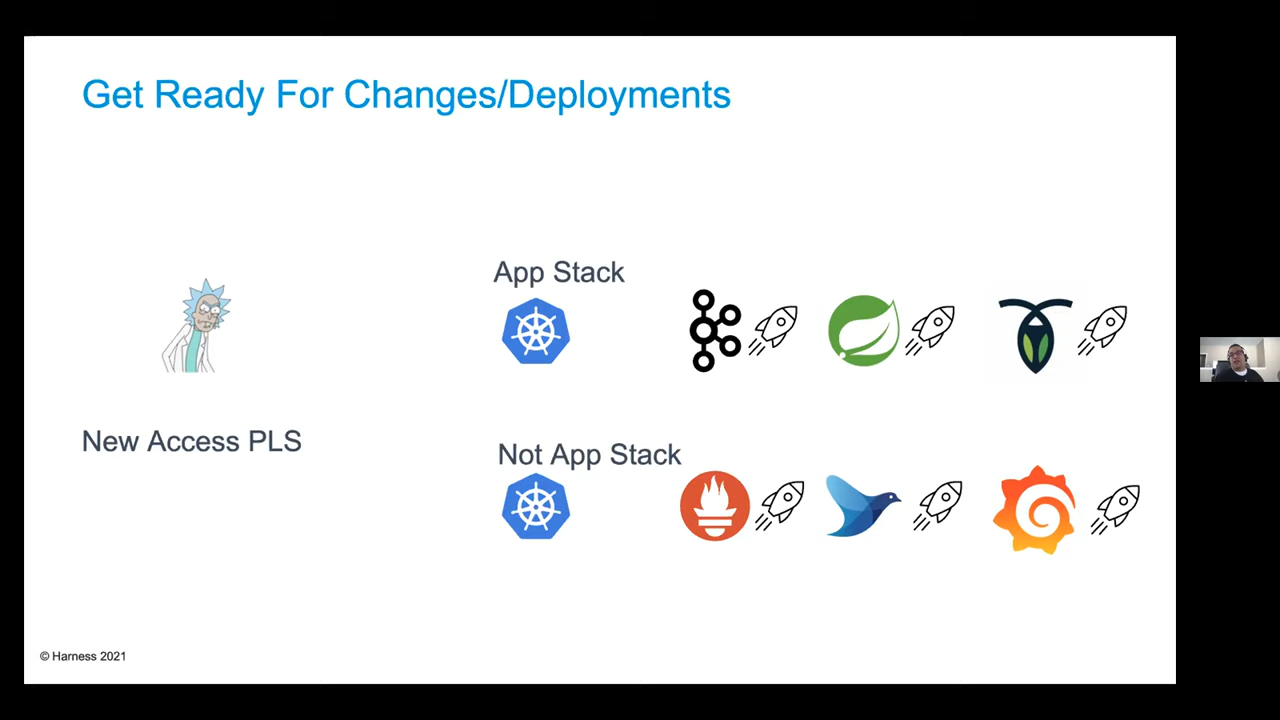 Get Ready For Changes/Deployments
App Stack
New Access PLS
Not App Stack
© Harness 2021